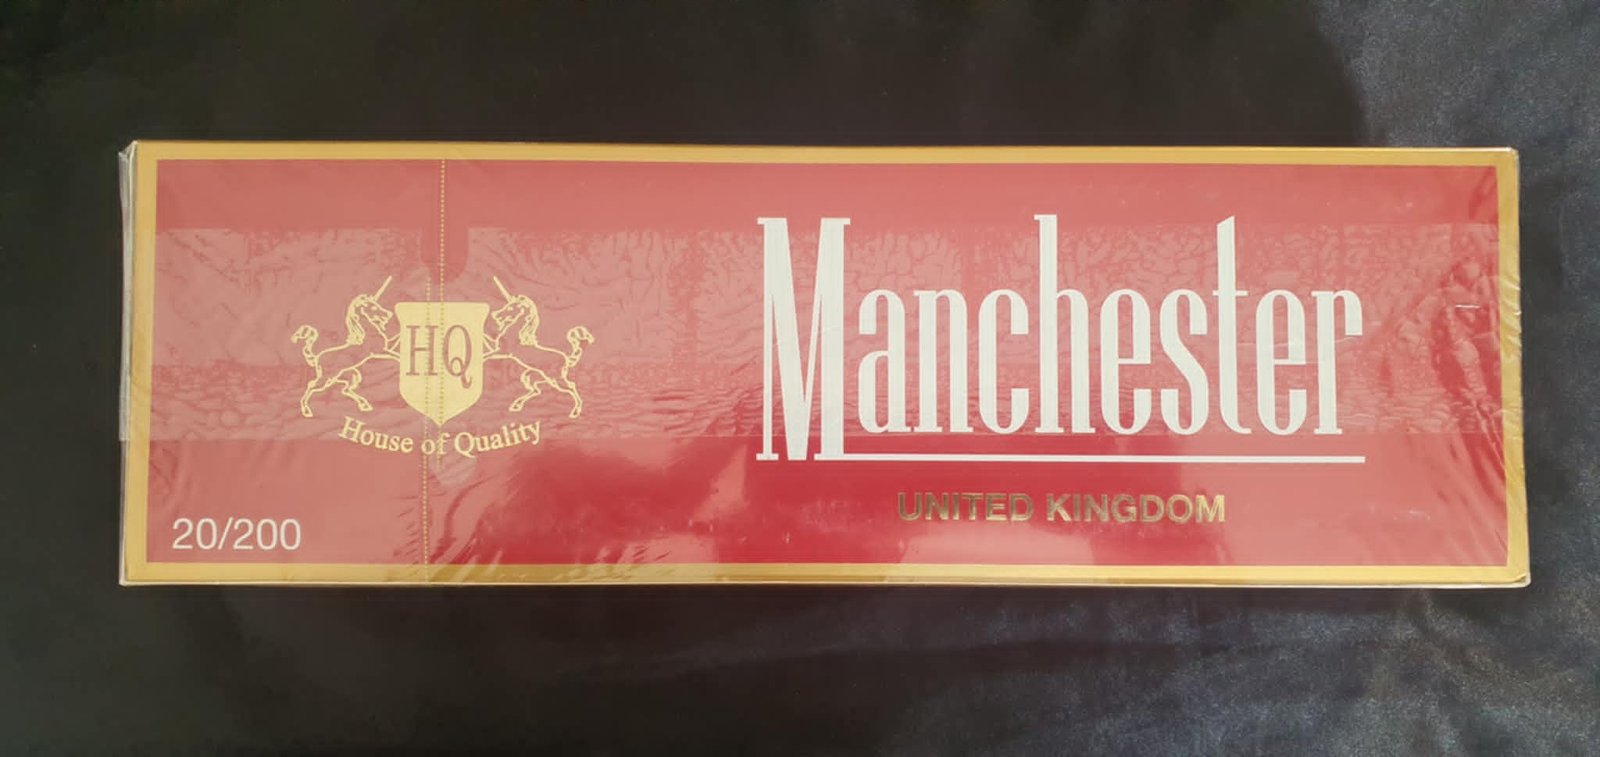 HQ
House of Quality
20/200
Manchester
UNITED KINGDOM